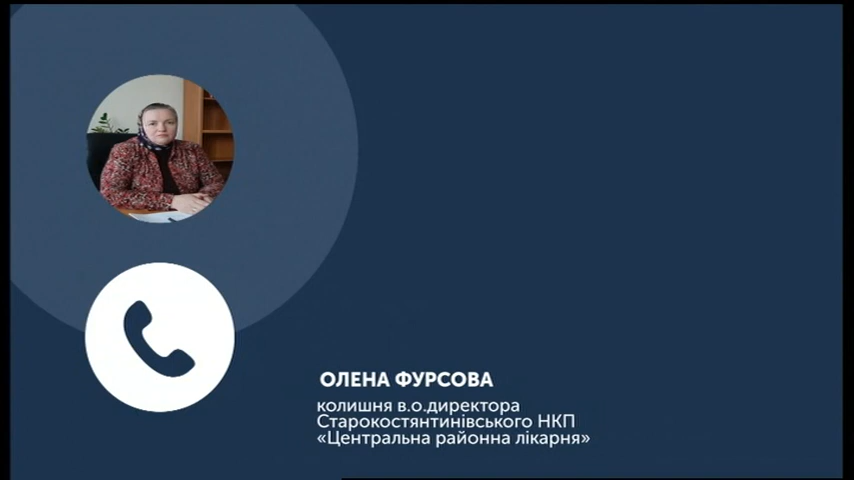 ОЛЕНА ФУРСОВА
колишня в.о.директора
Старокостянтинівського НКП
«Центральна районна лікарня»